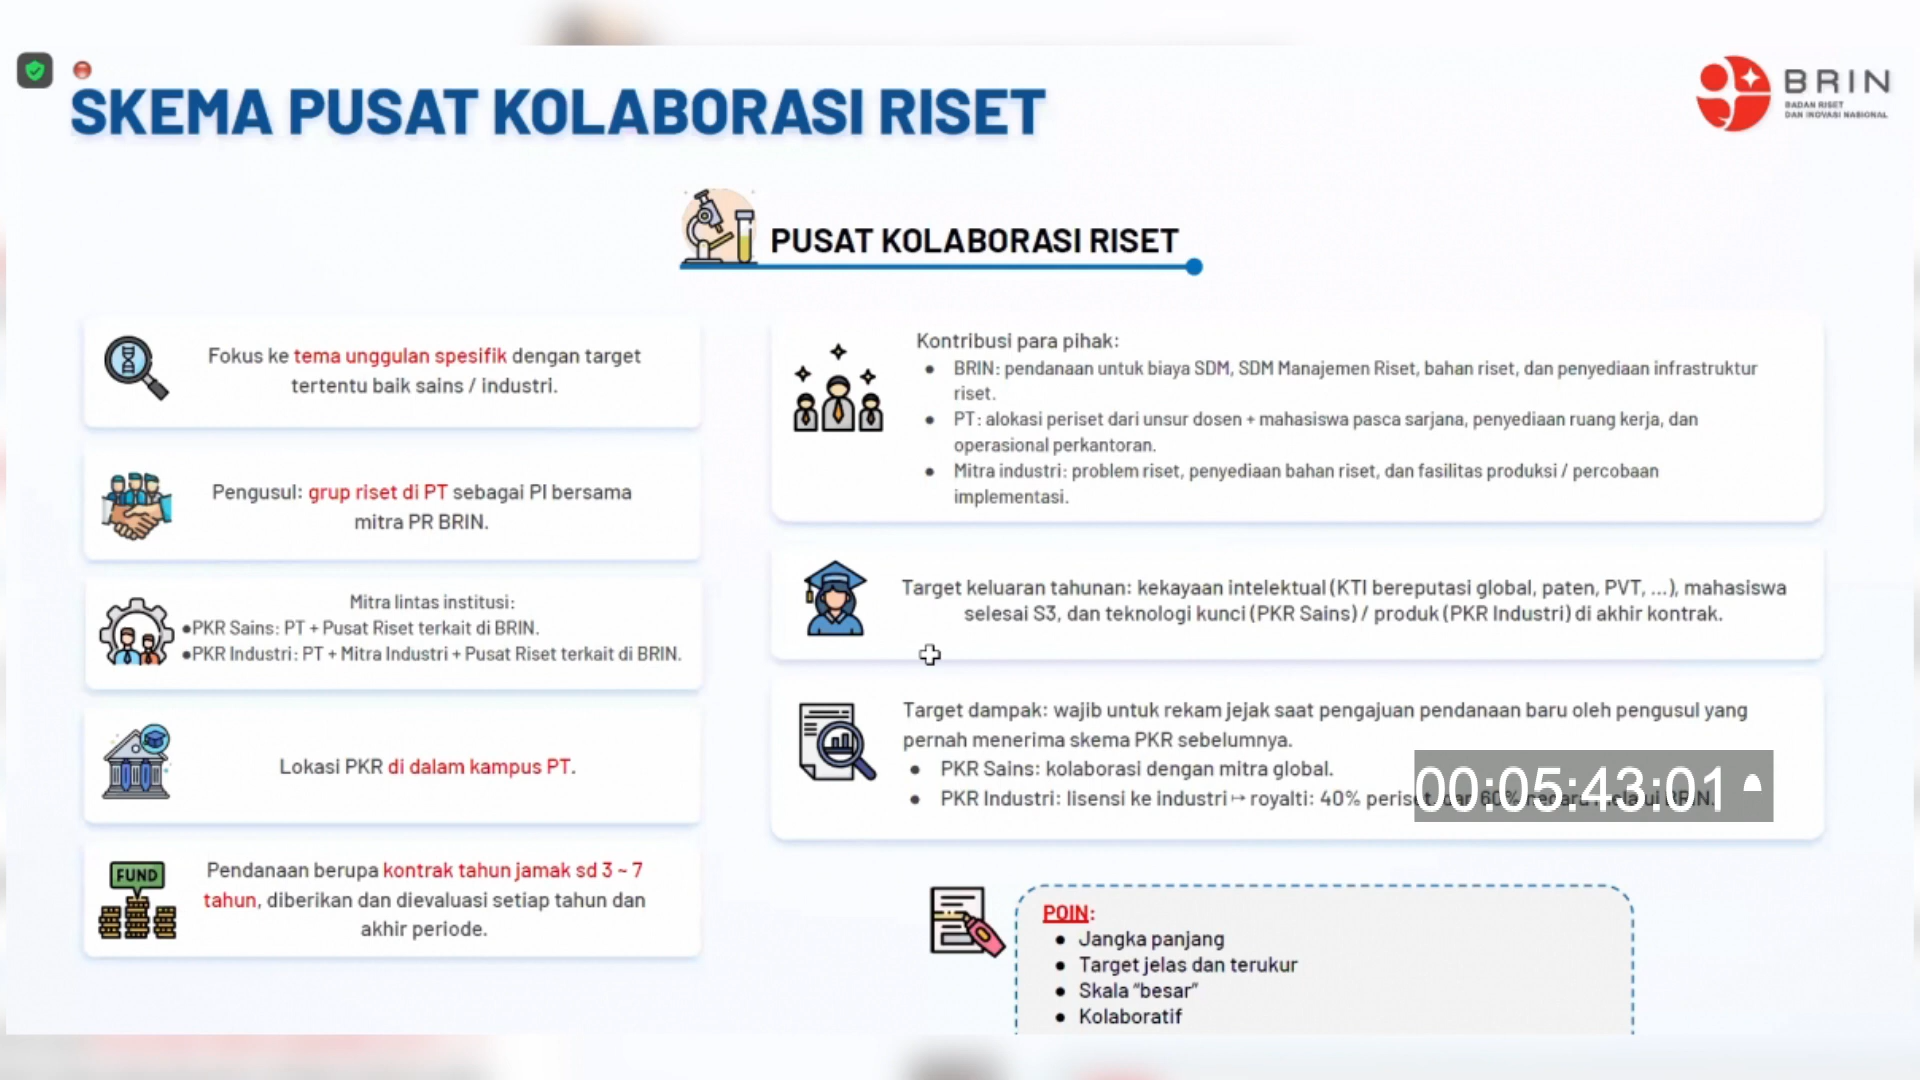 SKEMA PUSAT KOLABORASI RISET
BRIN
BADAN RISET
DAN INOVASI NASIONAL
PUSAT KOLABORASI RISET
Fokus ke tema unggulan spesifik dengan target
tertentu baik sains / industri.
Pengusul: grup riset di PT sebagai PI bersama
mitra PR BRIN.
Mitra lintas institusi:
●PKR Sains: PT + Pusat Riset terkait di BRIN.
●PKR Industri: PT + Mitra Industri + Pusat Riset terkait di BRIN.
Lokasi PKR di dalam kampus PT.
FUND
Pendanaan berupa kontrak tahun jamak sd 3 ~ 7
tahun, diberikan dan dievaluasi setiap tahun dan
akhir periode.
Kontribusi para pihak:
● BRIN: pendanaan untuk biaya SDM, SDM Manajemen Riset, bahan riset, dan penyediaan infrastruktur
riset.
● PT: alokasi periset dari unsur dosen + mahasiswa pasca sarjana, penyediaan ruang kerja, dan
operasional perkantoran.
● Mitra industri: problem riset, penyediaan bahan riset, dan fasilitas produksi / percobaan
implementasi.
Target keluaran tahunan: kekayaan intelektual (KTI bereputasi global, paten, PVT, ...), mahasiswa
selesai S3, dan teknologi kunci (PKR Sains) / produk (PKR Industri) di akhir kontrak.
Target dampak: wajib untuk rekam jejak saat pengajuan pendanaan baru oleh pengusul yang
pernah menerima skema PKR sebelumnya.
● PKR Sains: kolaborasi dengan mitra global.
● PKR Industri: lisensi ke industri ↦ royalti: 40% periset, dan 60% negara melalui BRIN.
00:05:43:01
POIN:
● Jangka panjang
● Target jelas dan terukur
● Skala “besar”
● Kolaboratif